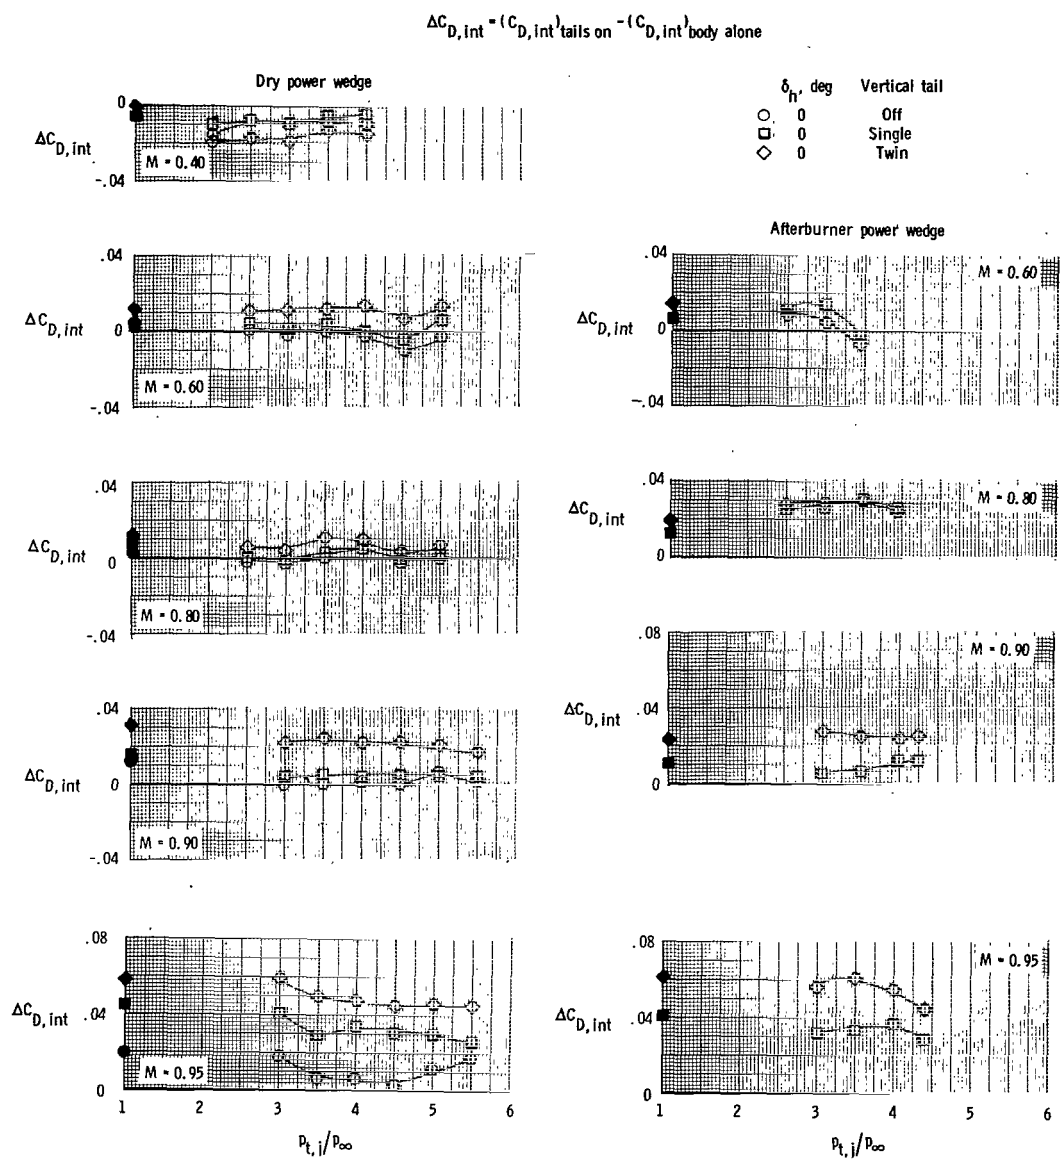 ΔC_D,int = (C_D,int)_tails on - (C_D,int)_body alone
Dry power wedge
δ_h, deg Vertical tail
0 Off
0 Single
0 Twin
0
ΔC_D,int
M = 0.40
-.04
Afterburner power wedge
.04
ΔC_D,int
0
M = 0.60
-.04
.04
M = 0.60
ΔC_D,int
0
-.04
.04
ΔC_D,int
0
M = 0.80
-.04
.04
M = 0.80
ΔC_D,int
0
.04
ΔC_D,int
0
M = 0.90
-.04
.08
M = 0.90
ΔC_D,int
.04
0
.08
ΔC_D,int
.04
M = 0.95
0
1 2 3 4 5 6
p_t,j/p_∞
.08
M = 0.95
ΔC_D,int
.04
0
1 2 3 4 5 6
p_t,j/p_∞